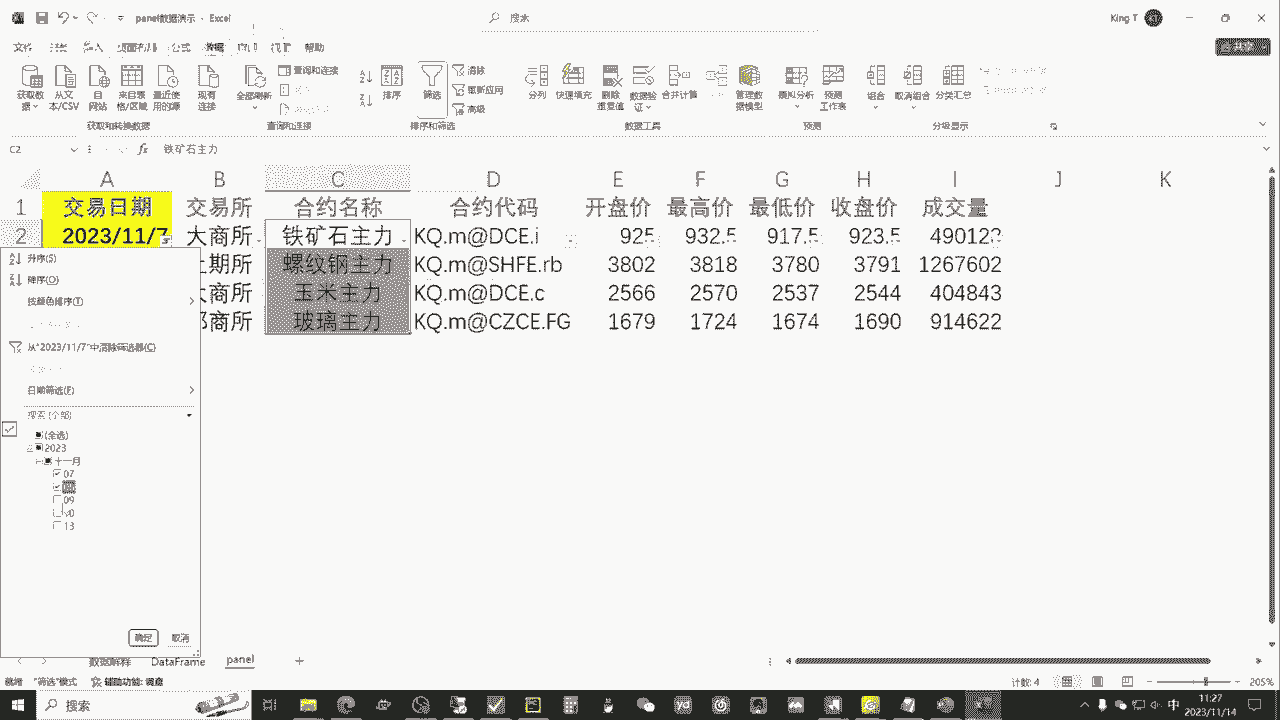 panel数据演示 - Excel
搜索
King T
文件
插入
页面布局
公式
数据
帮助
共享
获取数据
从文本/CSV
自网站
来自表格/区域
最近使用的源
现有连接
全部刷新
查询和连接
排序
筛选
清除
重新应用
高级
分列
快速填充
删除重复值
数据验证
合并计算
管理数据模型
模拟分析
预测工作表
组合
取消组合
分类汇总
获取和转换数据
查询和连接
排序和筛选
数据工具
预测
分级显示
C2
fx
铁矿石主力
A B C D E F G H I J K
1 交易日期 交易所 合约名称 合约代码 开盘价 最高价 最低价 收盘价 成交量
2 2023/11/7 大商所 铁矿石主力 KQ.m@DCE.i 925 932.5 917.5 923.5 490123
上期所 螺纹钢主力 KQ.m@SHFE.rb 3802 3818 3780 3791 1267602
大商所 玉米主力 KQ.m@DCE.c 2566 2570 2537 2544 404843
郑商所 玻璃主力 KQ.m@CZCE.FG 1679 1724 1674 1690 914622
升序(S)
降序(O)
按颜色排序(T)
从"2023/11/7"中清除筛选器(C)
日期筛选(F)
搜索(全部)
(全选)
2023
十一月
07
09
10
13
确定
取消
数据解释
DataFrame
panel
就绪
"筛选"模式
辅助功能: 调查
计数: 4
205%
搜索
中
11:27
2023/11/14